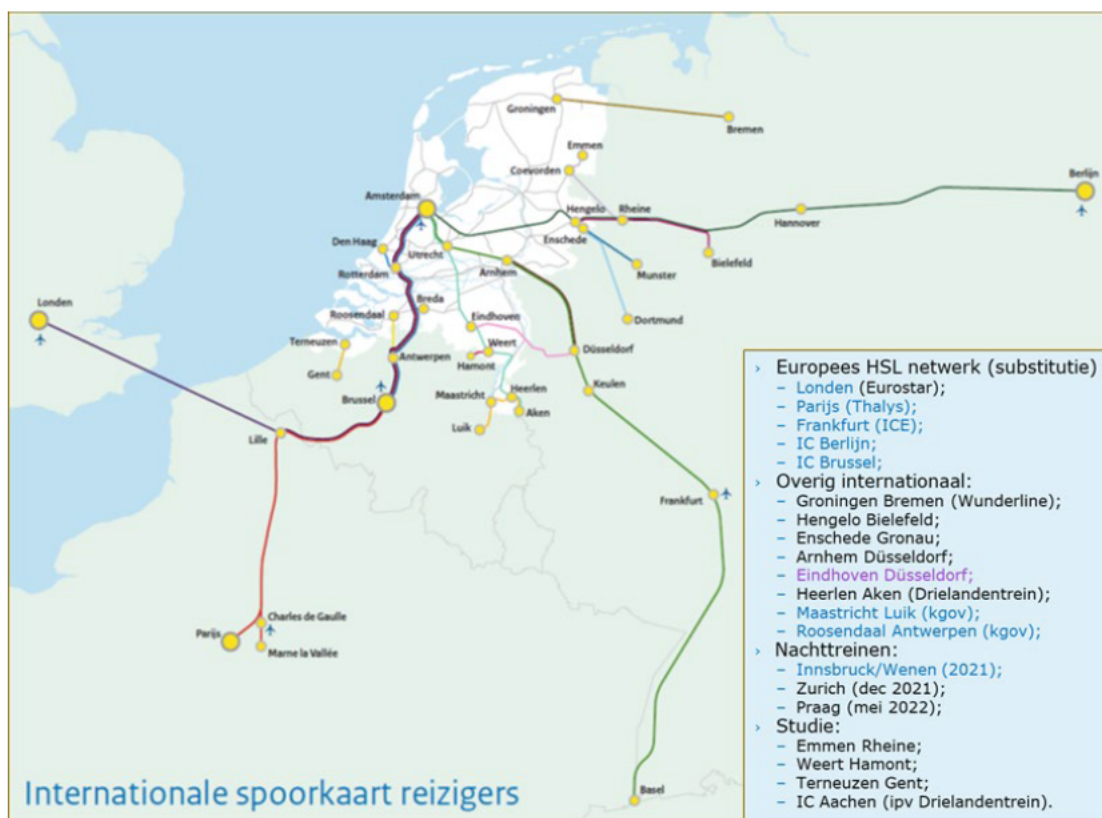 Groningen
Bremen
Emmen
Coevorden
Amsterdam
Berlijn
Hengelo
Rheine
Hannover
Den Haag
Utrecht
Enschede
Rotterdam
Arnhem
Munster
Bielefeld
Londen
Breda
Roosendaal
Eindhoven
Dortmund
Terneuzen
Weert
Düsseldorf
Hamont
Gent
Antwerpen
Keulen
Brussel
Maastricht
Heerlen
Aken
Luik
Lille
Frankfurt
Charles de Gaulle
Parijs
Marne la Vallée
Basel
Internationale spoorkaart reizigers
› Europees HSL netwerk (substitutie)
– Londen (Eurostar);
– Parijs (Thalys);
– Frankfurt (ICE);
– IC Berlijn;
– IC Brussel;
› Overig internationaal:
– Groningen Bremen (Wunderline);
– Hengelo Bielefeld;
– Enschede Gronau;
– Arnhem Düsseldorf;
– Eindhoven Düsseldorf;
– Heerlen Aken (Drielandentrein);
– Maastricht Luik (kgov);
– Roosendaal Antwerpen (kgov);
› Nachttreinen:
– Innsbruck/Wenen (2021);
– Zurich (dec 2021);
– Praag (mei 2022);
› Studie:
– Emmen Rheine;
– Weert Hamont;
– Terneuzen Gent;
– IC Aachen (ipv Drielandentrein).